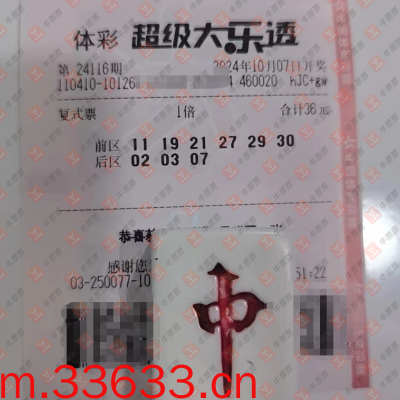 体彩 超级大乐透
第 24116期 2024年10月07日开奖
110410-10126 4 460020 hJC+gw
复式票 1倍 合计36元
前区 11 19 21 27 29 30
后区 02 03 07
恭喜
感谢您
03-250077-10 51:22
中
m.33633.cn